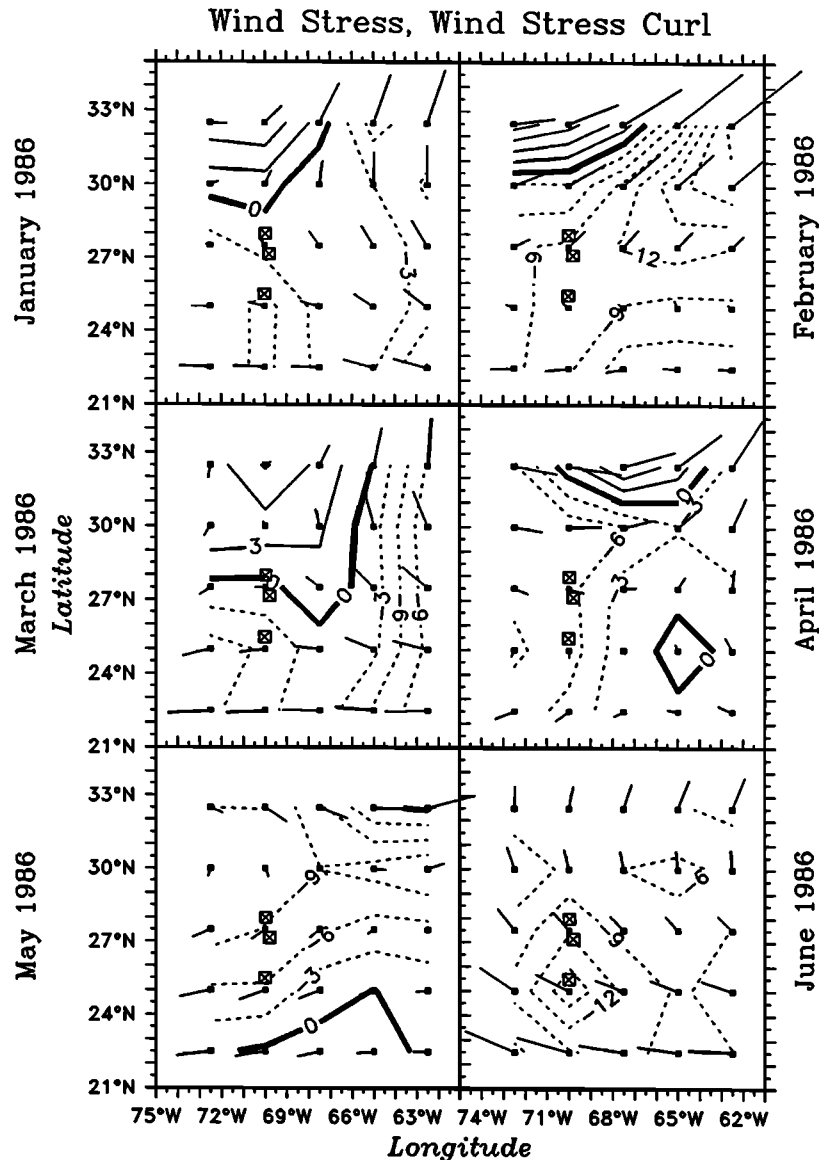 Wind Stress, Wind Stress Curl
January 1986
February 1986
March 1986
April 1986
May 1986
June 1986
Latitude
Longitude
33°N
30°N
27°N
24°N
21°N
0
-3
-9
-12
-9
33°N
30°N
27°N
24°N
21°N
3
0
0
-3
-9
-6
0
-3
-6
-3
0
33°N
30°N
27°N
24°N
21°N
-9
-6
-3
0
-6
-9
-12
75°W 72°W 69°W 66°W 63°W 74°W 71°W 68°W 65°W 62°W